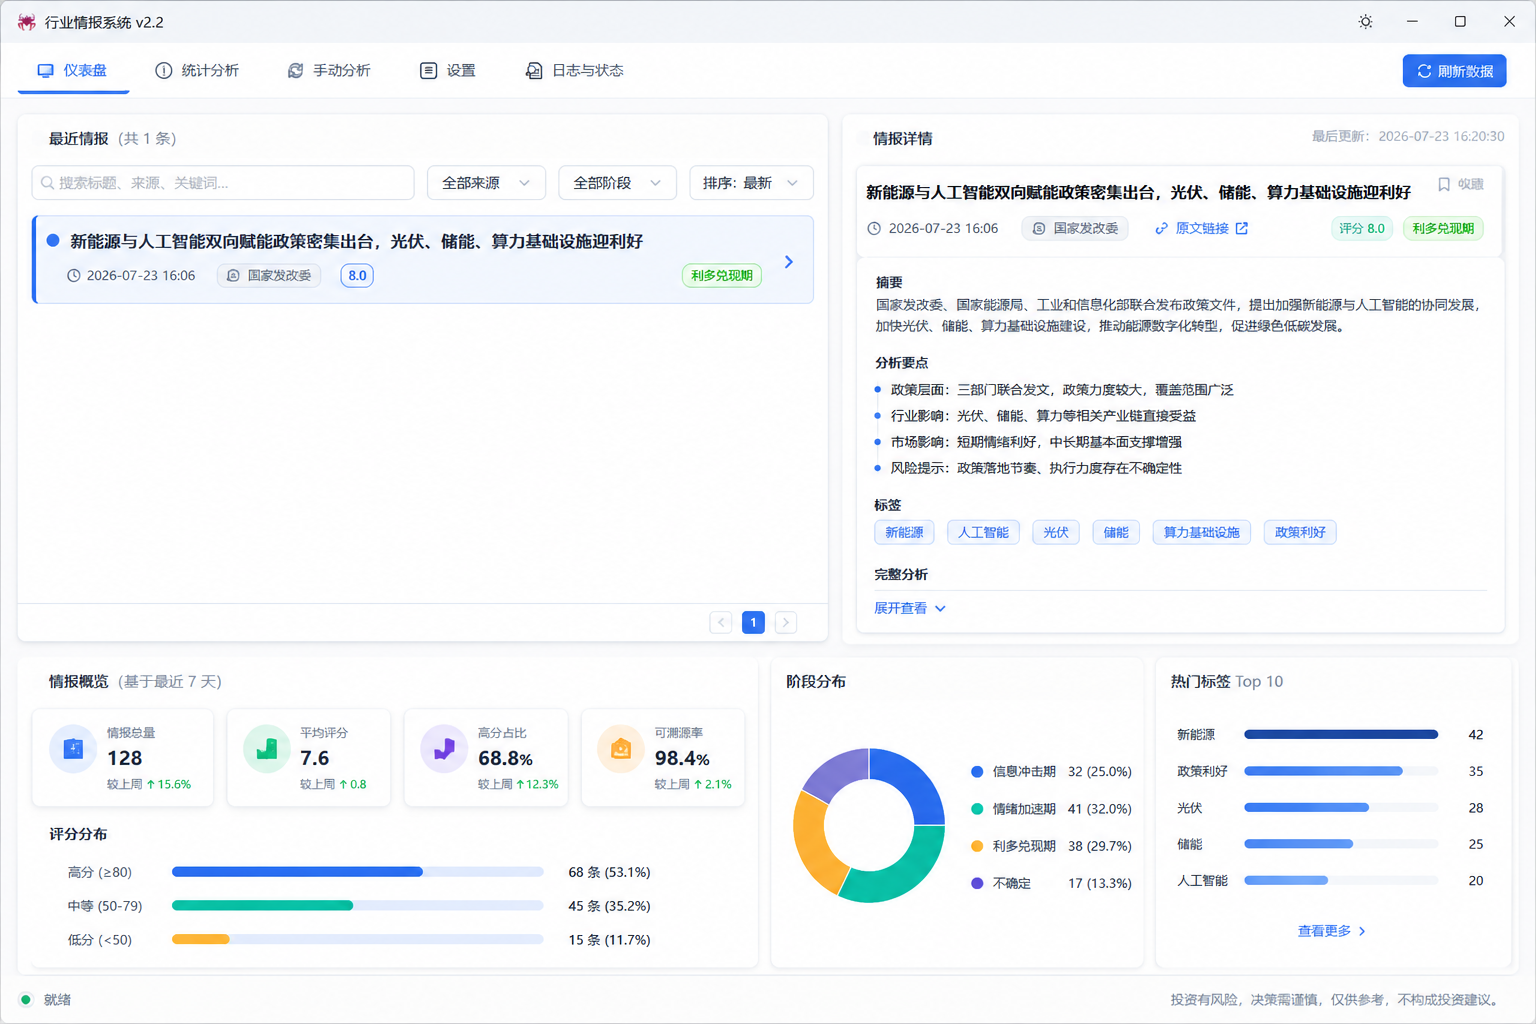 行业情报系统 v2.2
仪表盘
统计分析
手动分析
设置
日志与状态
刷新数据
最近情报 (共 1 条)
搜索标题、来源、关键词...
全部来源
全部阶段
排序: 最新
新能源与人工智能双向赋能政策密集出台，光伏、储能、算力基础设施迎利好
2026-07-23 16:06
国家发改委
8.0
利多兑现期
1
情报详情
最后更新: 2026-07-23 16:20:30
新能源与人工智能双向赋能政策密集出台，光伏、储能、算力基础设施迎利好
2026-07-23 16:06
国家发改委
原文链接
评分 8.0
利多兑现期
摘要
国家发改委、国家能源局、工业和信息化部联合发布政策文件，提出加强新能源与人工智能的协同发展，
加快光伏、储能、算力基础设施建设，推动能源数字化转型，促进绿色低碳发展。
分析要点
政策层面：三部门联合发文，政策力度较大，覆盖范围广泛
行业影响：光伏、储能、算力等相关产业链直接受益
市场影响：短期情绪利好，中长期基本面支撑增强
风险提示：政策落地节奏、执行力度存在不确定性
标签
新能源
人工智能
光伏
储能
算力基础设施
政策利好
完整分析
展开查看
情报概览 (基于最近 7 天)
情报总量
128
较上周 ↑ 15.6%
平均评分
7.6
较上周 ↑ 0.8
高分占比
68.8%
较上周 ↑ 12.3%
可溯源率
98.4%
较上周 ↑ 2.1%
评分分布
高分 (≥80)
68 条 (53.1%)
中等 (50-79)
45 条 (35.2%)
低分 (<50)
15 条 (11.7%)
阶段分布
信息冲击期 32 (25.0%)
情绪加速期 41 (32.0%)
利多兑现期 38 (29.7%)
不确定 17 (13.3%)
热门标签 Top 10
新能源 42
政策利好 35
光伏 28
储能 25
人工智能 20
查看更多
就绪
投资有风险，决策需谨慎，仅供参考，不构成投资建议。